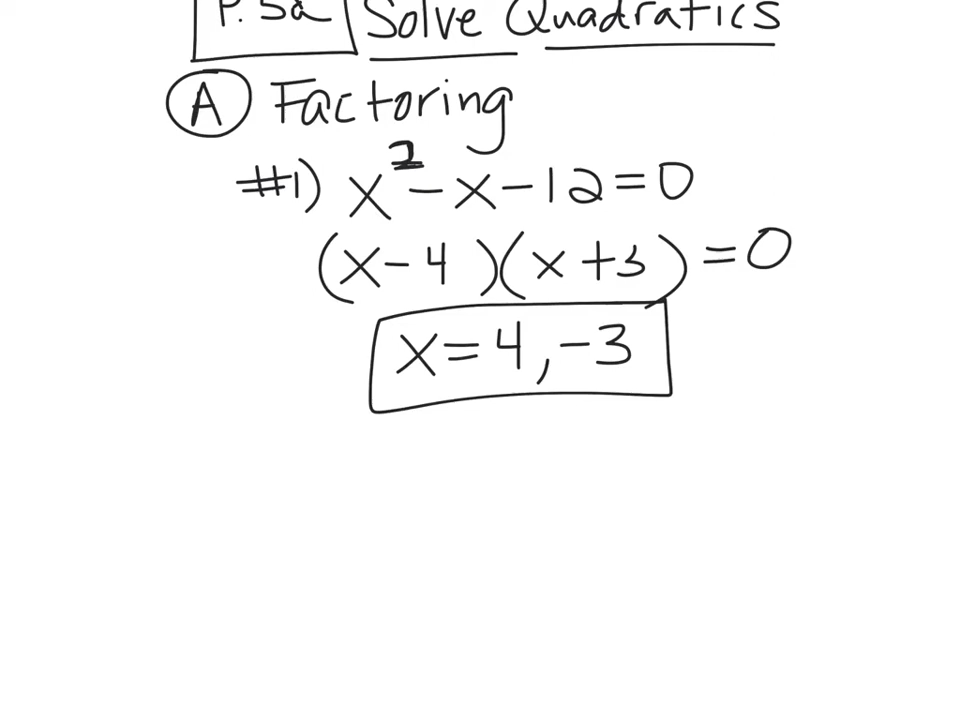 P. 5a Solve Quadratics
A Factoring
#1) x² - x - 12 = 0
(x - 4)(x + 3) = 0
x = 4, -3